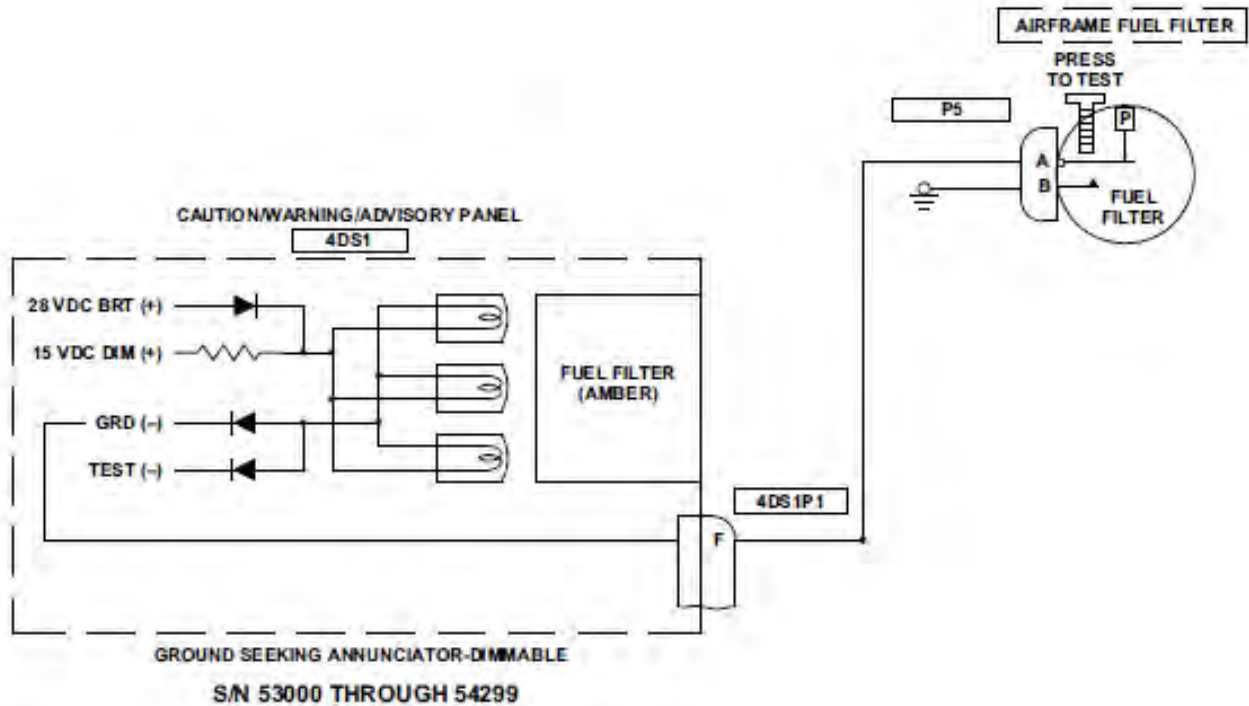 AIRFRAME FUEL FILTER
PRESS
TO TEST
P5
P
A
B
FUEL
FILTER
CAUTION/WARNING/ADVISORY PANEL
4DS1
28 VDC BRT (+)
15 VDC DIM (+)
GRD (–)
TEST (–)
FUEL FILTER
(AMBER)
4DS1P1
F
GROUND SEEKING ANNUNCIATOR-DIMMABLE
S/N 53000 THROUGH 54299